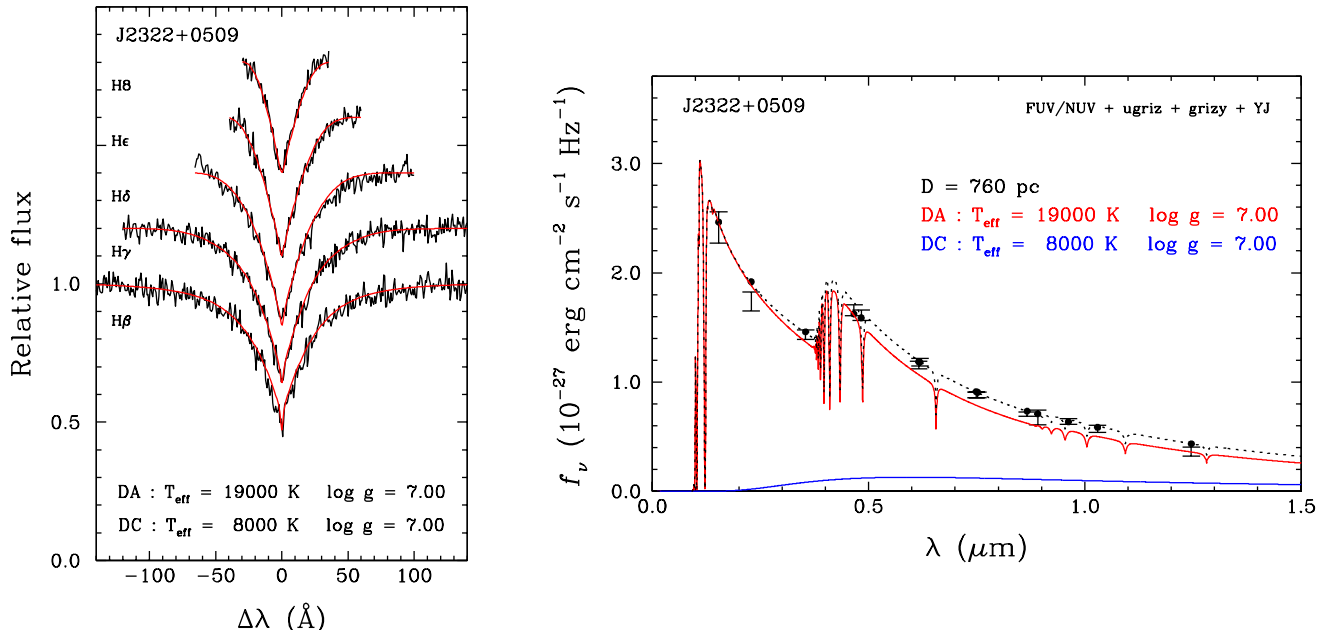 J2322+0509
H8
Hϵ
Hδ
Hγ
Hβ
1.0
0.5
0.0
Relative flux
DA : Teff = 19000 K log g = 7.00
DC : Teff = 8000 K log g = 7.00
−100 −50 0 50 100
Δλ (Å)
J2322+0509
FUV/NUV + ugriz + grizy + YJ
D = 760 pc
DA : Teff = 19000 K log g = 7.00
DC : Teff = 8000 K log g = 7.00
3.0
2.0
1.0
0.0
fν (10−27 erg cm−2 s−1 Hz−1)
0.0 0.5 1.0 1.5
λ (μm)